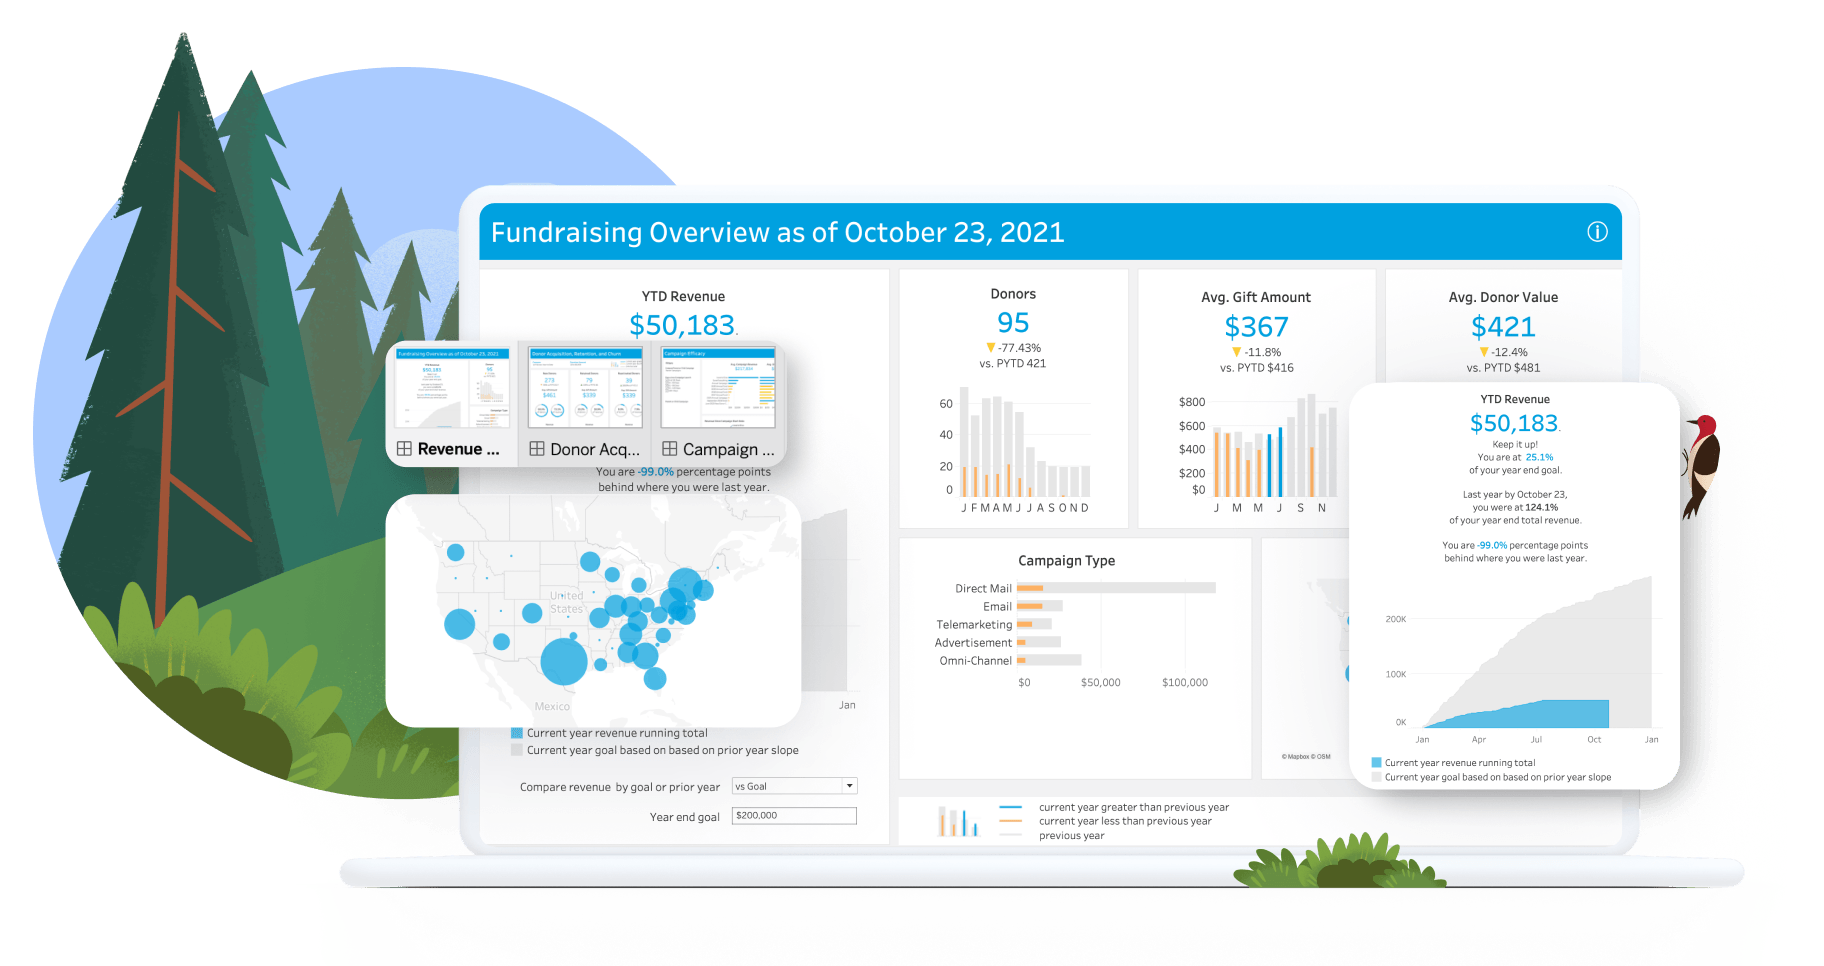 Fundraising Overview as of October 23, 2021
YTD Revenue
$50,183.
Fundraising Overview as of October 23, 2021
YTD Revenue
$50,183
Donors
95
Donor Acquisition, Retention, and Churn
273
79
$461
$339
$339
Campaign Efficacy
$217,824
Revenue ...
Donor Acq...
Campaign ...
You are -99.0% percentage points
behind where you were last year.
United
States
Mexico
Jan
Current year revenue running total
Current year goal based on based on prior year slope
Compare revenue by goal or prior year
vs Goal
Year end goal
$200,000
Donors
95
-77.43%
vs. PYTD 421
60
40
20
0
J F M A M J J A S O N D
Avg. Gift Amount
$367
-11.8%
vs. PYTD $416
$800
$600
$400
$200
$0
J M M J S N
Avg. Donor Value
$421
-12.4%
vs. PYTD $481
Campaign Type
Direct Mail
Email
Telemarketing
Advertisement
Omni-Channel
$0 $50,000 $100,000
© Mapbox © OSM
current year greater than previous year
current year less than previous year
previous year
YTD Revenue
$50,183.
Keep it up!
You are at 25.1%
of your year end goal.
Last year by October 23,
you were at 124.1%
of your year end total revenue.
You are -99.0% percentage points
behind where you were last year.
200K
100K
0K
Jan Apr Jul Oct Jan
Current year revenue running total
Current year goal based on based on prior year slope